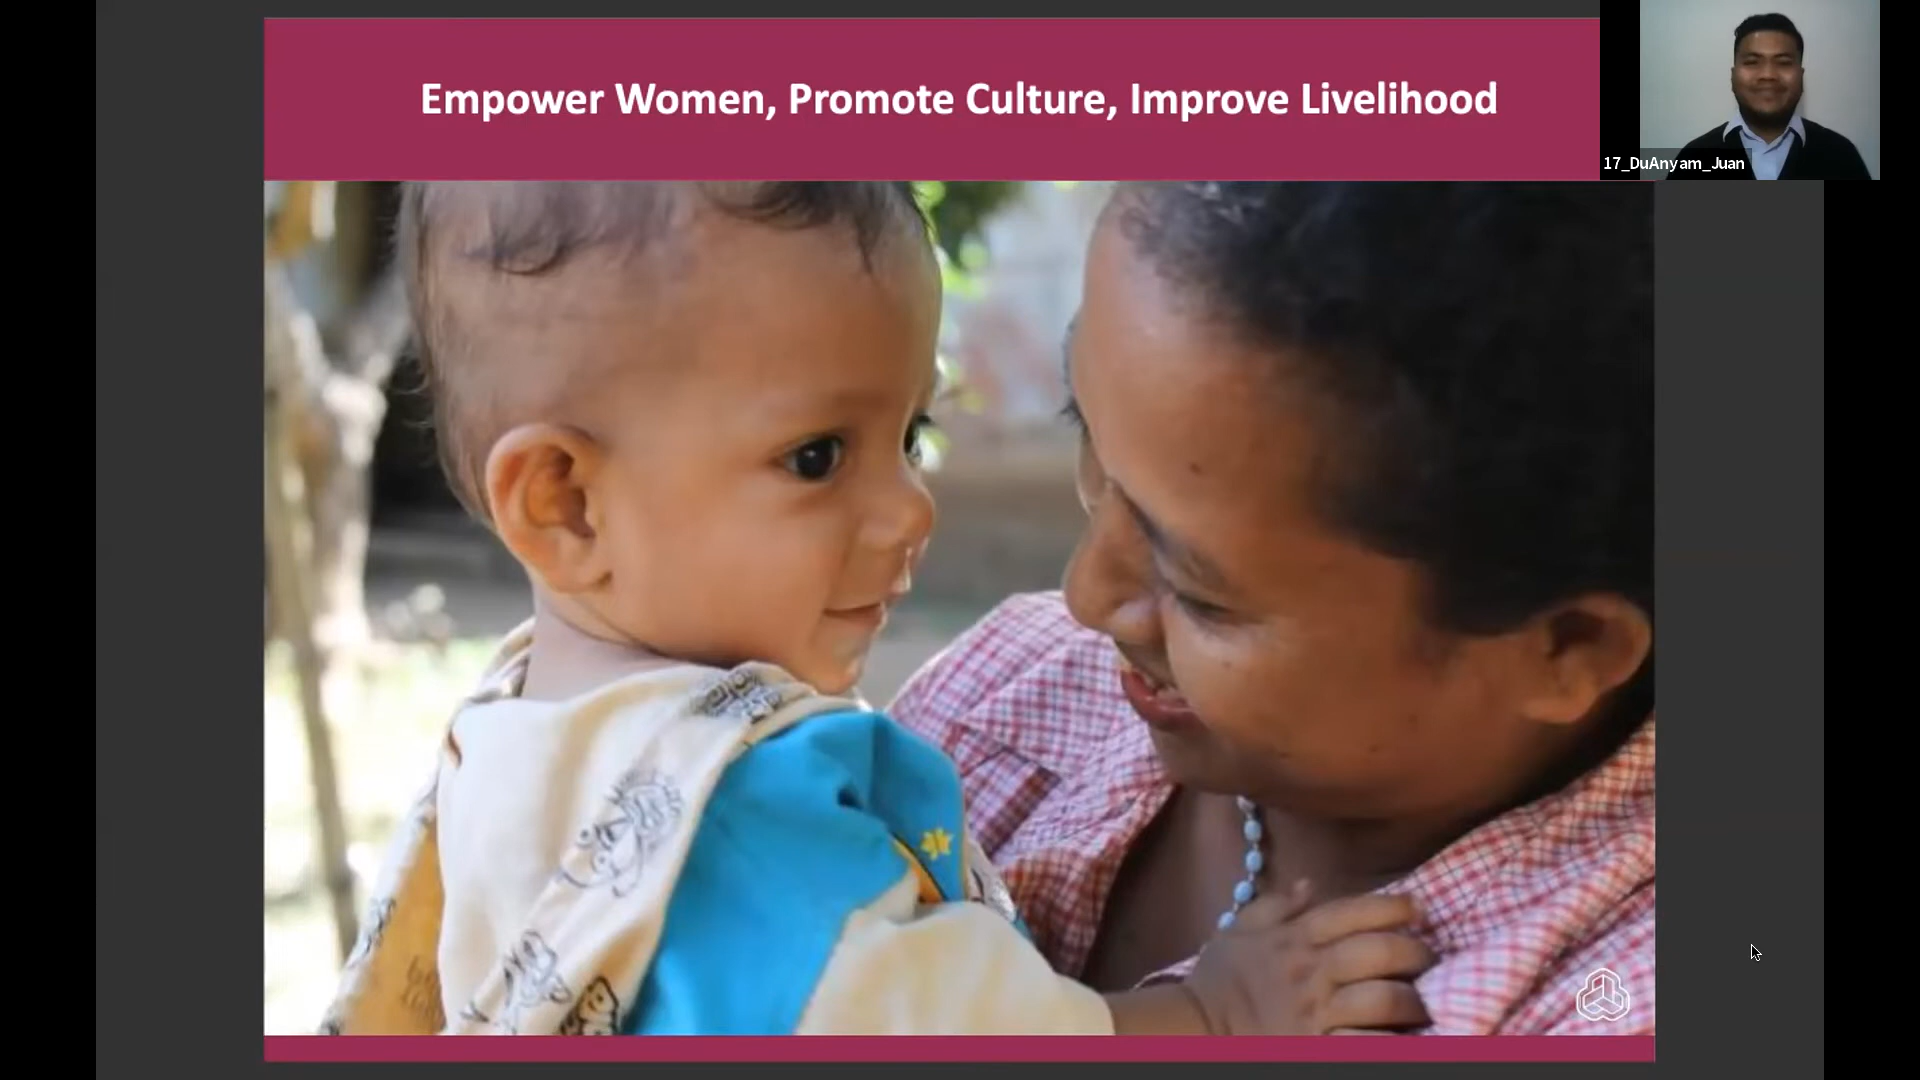 Empower Women, Promote Culture, Improve Livelihood
17_DuAnyam_Juan